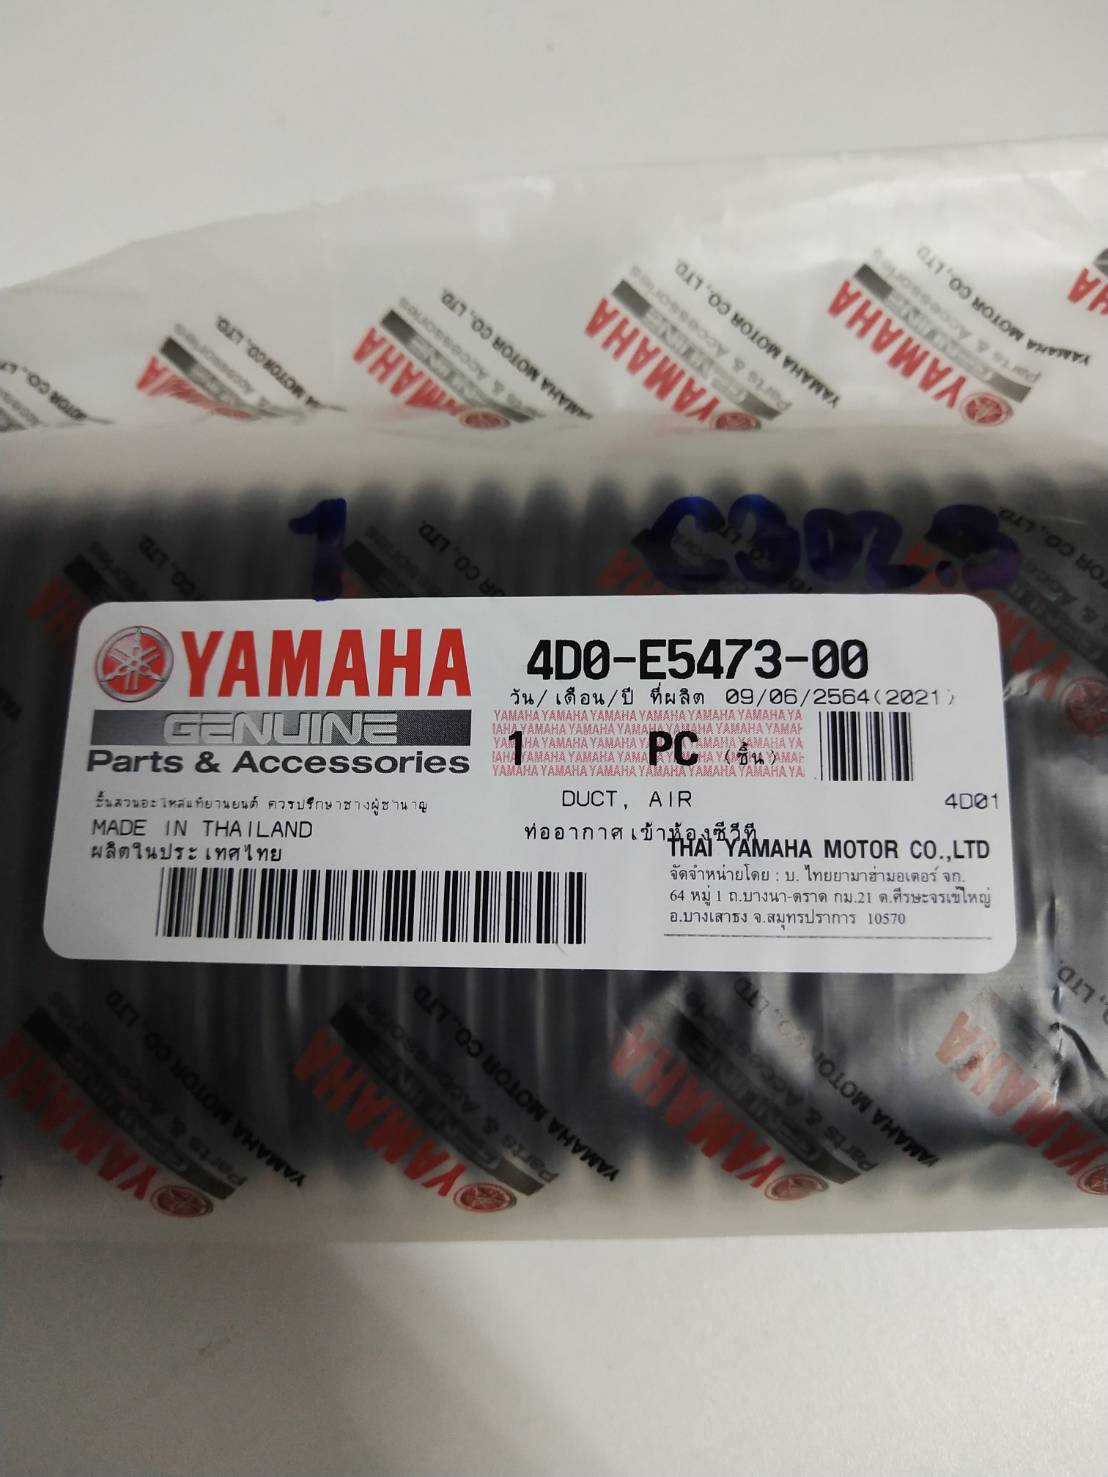 YAMAHA MOTOR CO., LTD.
YAMAHA
GENUINE
Parts & Accessories
1
YAMAHA
GENUINE
Parts & Accessories
4D0-E5473-00
วัน/เดือน/ปี ที่ผลิต 09/06/2564(2021)
1 PC (ชิ้น)
DUCT, AIR 4D01
ท่ออากาศเข้าห้องซีวีที
ชิ้นส่วนอะไหล่แท้ยานยนต์ ควรปรึกษาช่างผู้ชำนาญ
MADE IN THAILAND
ผลิตในประเทศไทย
THAI YAMAHA MOTOR CO.,LTD
จัดจำหน่ายโดย : บ. ไทยยามาฮ่ามอเตอร์ จก.
64 หมู่ 1 ถ.บางนา-ตราด กม.21 ต.ศีรษะจรเข้ใหญ่
อ.บางเสาธง จ.สมุทรปราการ 10570